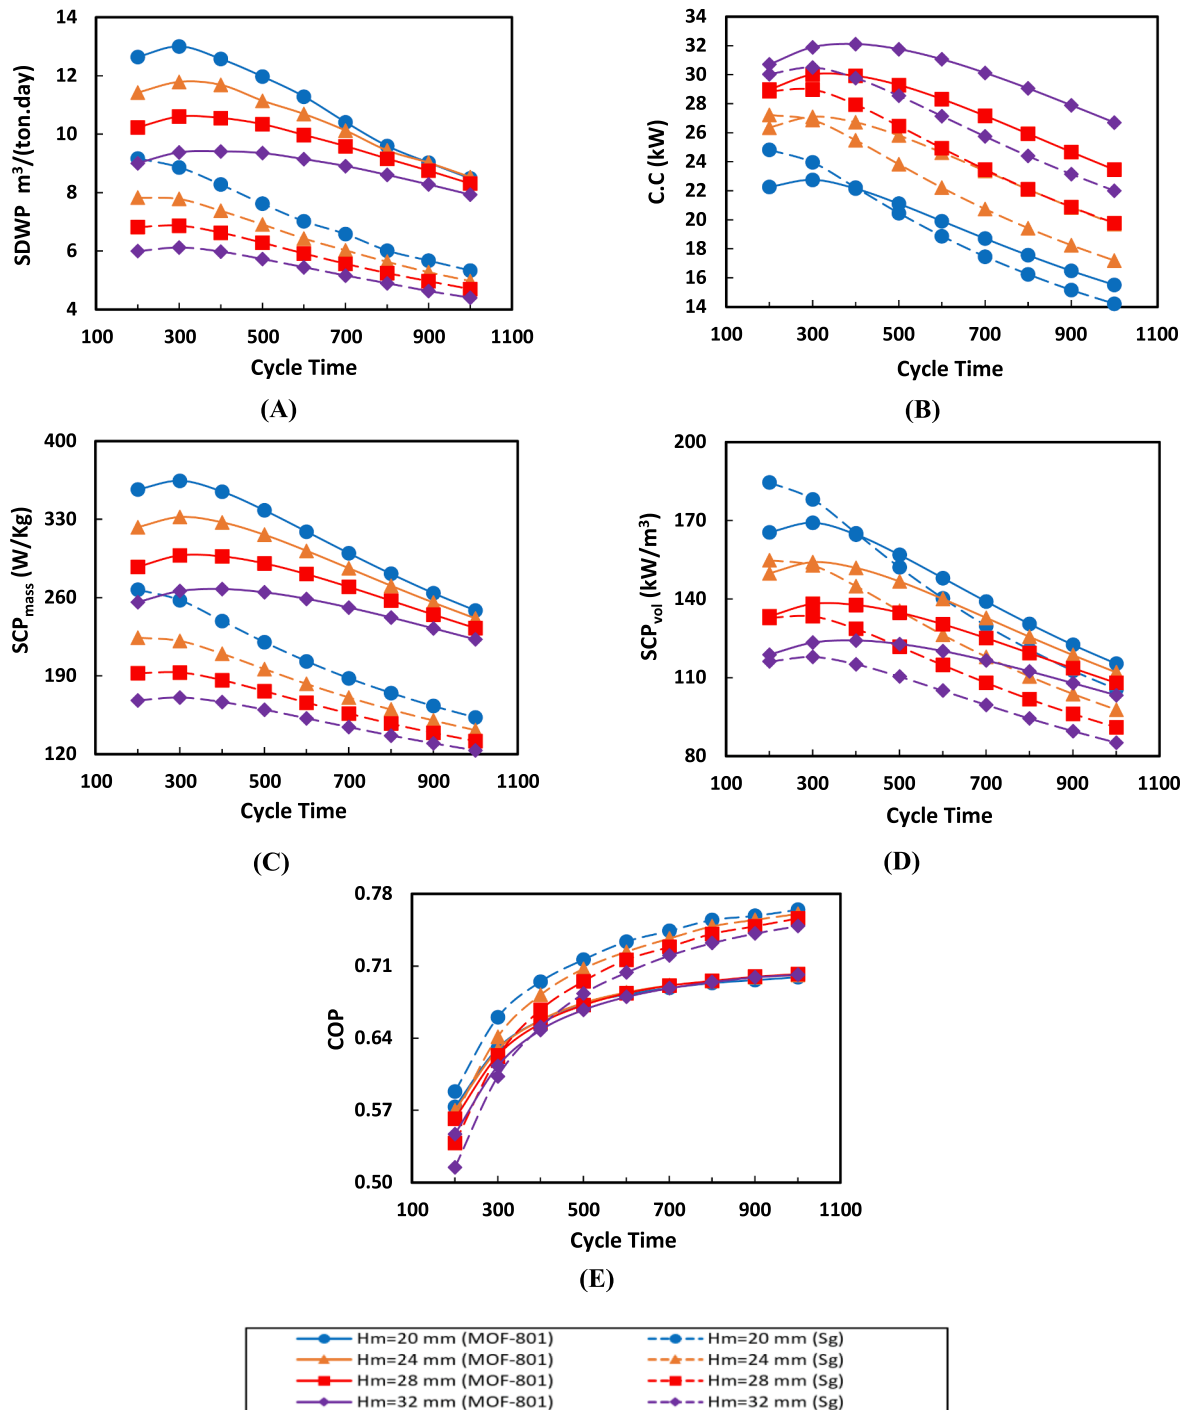 SDWP m³/(ton.day)
14
12
10
8
6
4
100 300 500 700 900 1100
Cycle Time
(A)
C.C (kW)
34
32
30
28
26
24
22
20
18
16
14
100 300 500 700 900 1100
Cycle Time
(B)
SCPmass (W/Kg)
400
330
260
190
120
100 300 500 700 900 1100
Cycle Time
(C)
SCPvol (kW/m³)
200
170
140
110
80
100 300 500 700 900 1100
Cycle Time
(D)
COP
0.78
0.71
0.64
0.57
0.50
100 300 500 700 900 1100
Cycle Time
(E)
Hm=20 mm (MOF-801) Hm=20 mm (Sg)
Hm=24 mm (MOF-801) Hm=24 mm (Sg)
Hm=28 mm (MOF-801) Hm=28 mm (Sg)
Hm=32 mm (MOF-801) Hm=32 mm (Sg)